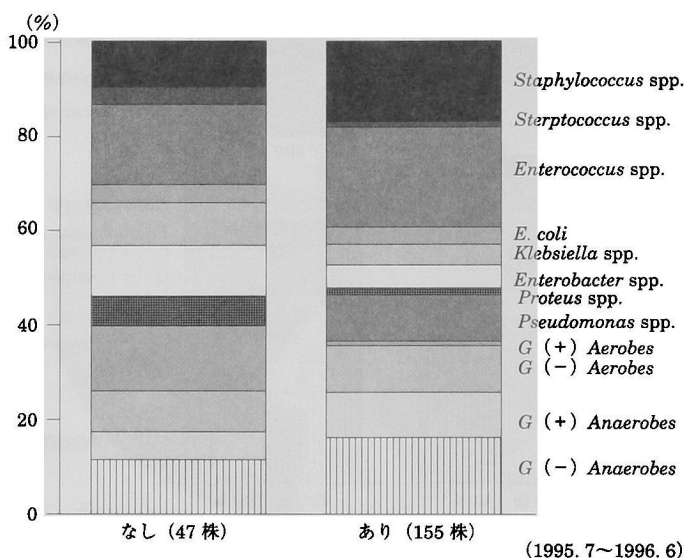 (%)
100
80
60
40
20
0
Staphylococcus spp.
Sterptococcus spp.
Enterococcus spp.
E. coli
Klebsiella spp.
Enterobacter spp.
Proteus spp.
Pseudomonas spp.
G (+) Aerobes
G (−) Aerobes
G (+) Anaerobes
G (−) Anaerobes
なし (47 株)
あり (155 株)
(1995. 7〜1996. 6)